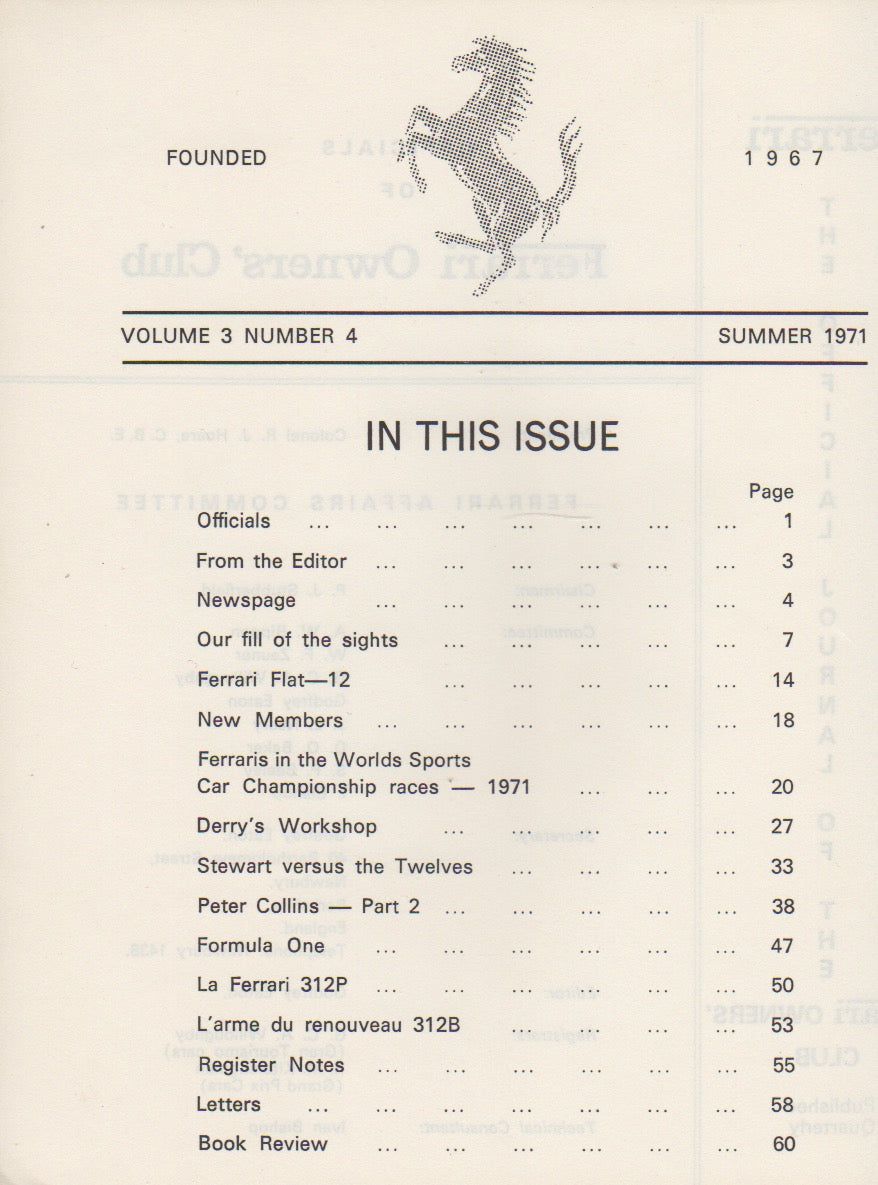 FOUNDED 1967
VOLUME 3 NUMBER 4 SUMMER 1971
IN THIS ISSUE
Page
Officials ... ... ... ... ... ... ... 1
From the Editor ... ... ... ... ... ... 3
Newspage ... ... ... ... ... ... 4
Our fill of the sights ... ... ... ... ... 7
Ferrari Flat—12 ... ... ... ... ... 14
New Members ... ... ... ... ... ... 18
Ferraris in the Worlds Sports
Car Championship races — 1971 ... ... ... 20
Derry's Workshop ... ... ... ... ... 27
Stewart versus the Twelves ... ... ... ... 33
Peter Collins — Part 2 ... ... ... ... ... 38
Formula One ... ... ... ... ... ... 47
La Ferrari 312P ... ... ... ... ... ... 50
L'arme du renouveau 312B ... ... ... ... 53
Register Notes ... ... ... ... ... ... 55
Letters ... ... ... ... ... ... ... 58
Book Review ... ... ... ... ... ... 60